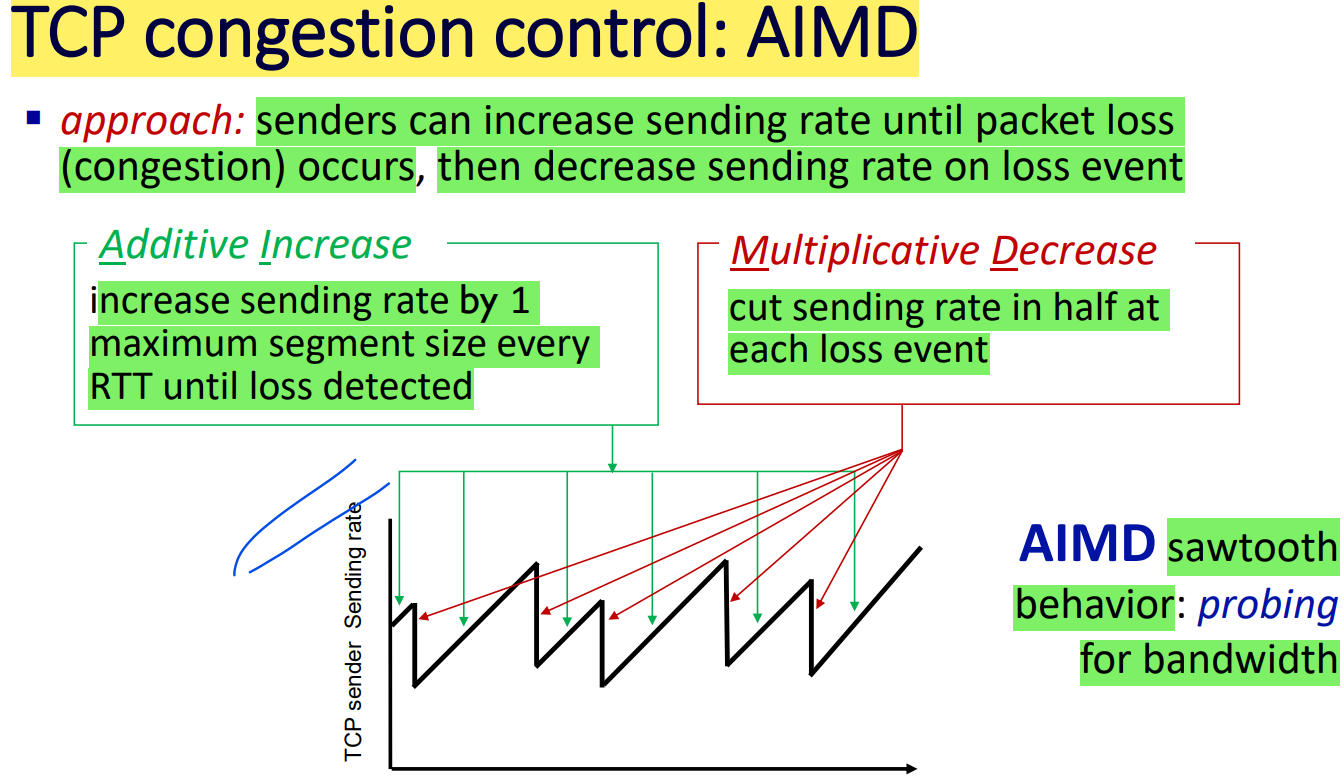 TCP congestion control: AIMD
▪ approach: senders can increase sending rate until packet loss
(congestion) occurs, then decrease sending rate on loss event
Additive Increase
increase sending rate by 1
maximum segment size every
RTT until loss detected
Multiplicative Decrease
cut sending rate in half at
each loss event
TCP sender Sending rate
AIMD sawtooth
behavior: probing
for bandwidth